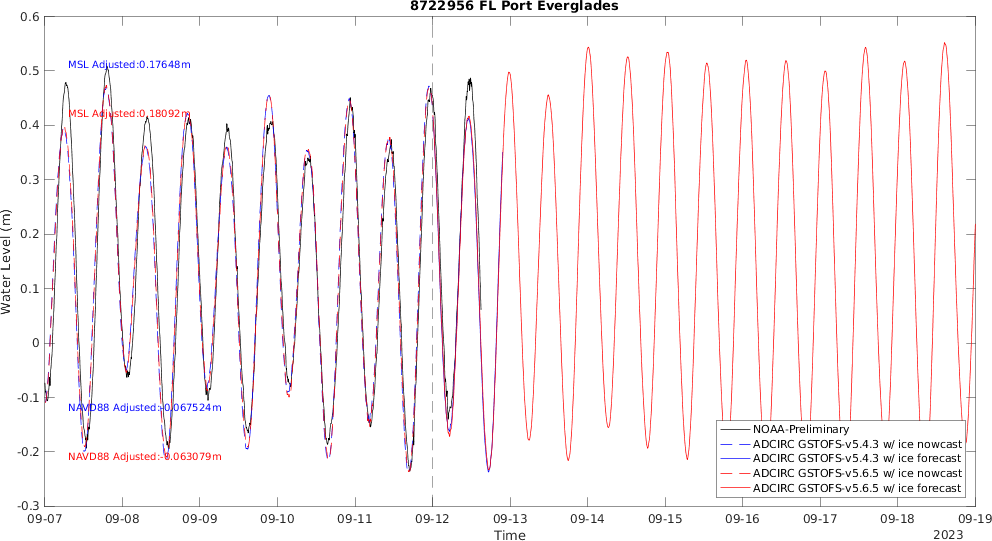 8722956 FL Port Everglades
0.6
0.5
0.4
0.3
0.2
0.1
0
-0.1
-0.2
-0.3
Water Level (m)
MSL Adjusted:0.17648m
MSL Adjusted:0.18092m
NAVD88 Adjusted:-0.067524m
NAVD88 Adjusted:-0.063079m
NOAA-Preliminary
ADCIRC GSTOFS-v5.4.3 w/ ice nowcast
ADCIRC GSTOFS-v5.4.3 w/ ice forecast
ADCIRC GSTOFS-v5.6.5 w/ ice nowcast
ADCIRC GSTOFS-v5.6.5 w/ ice forecast
09-07 09-08 09-09 09-10 09-11 09-12 09-13 09-14 09-15 09-16 09-17 09-18 09-19
Time
2023